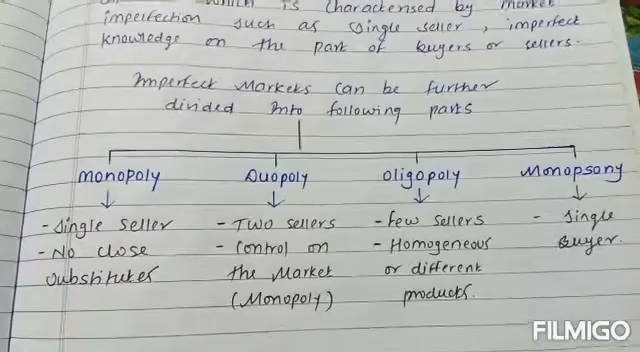 which is charactensed by Market
imperfection such as single seller, imperfect
knowledge on the part of buyers or sellers.
Imperfect Markets can be further
divided into following parts
Monopoly Duopoly Oligopoly Monopsony
- Single seller - Two sellers - Few sellers - Single
- No close - Control on - Homogeneous buyer.
substitutes the Market or different
(Monopoly) products.
FILMIGO